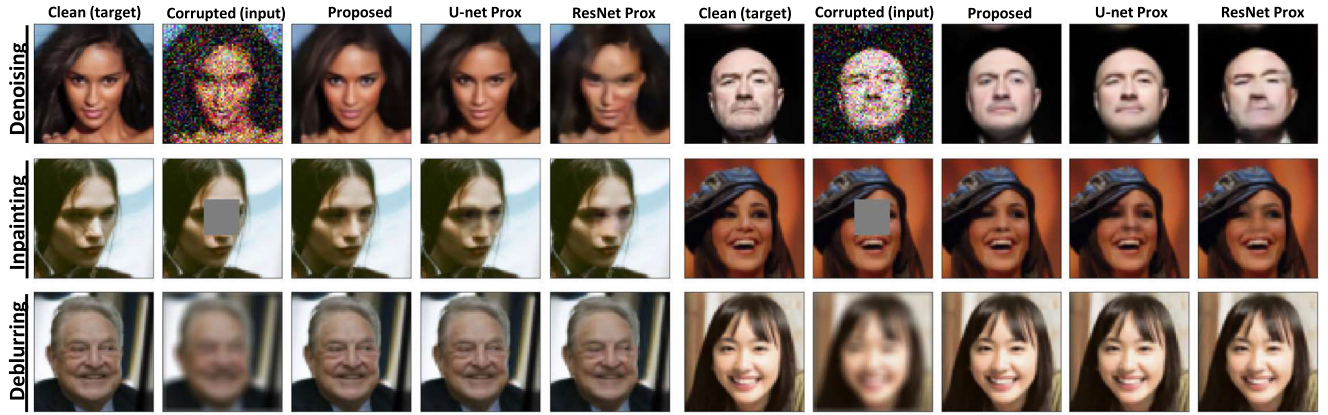 Clean (target) Corrupted (input) Proposed U-net Prox ResNet Prox Clean (target) Corrupted (input) Proposed U-net Prox ResNet Prox
Denoising
Inpainting
Deburring